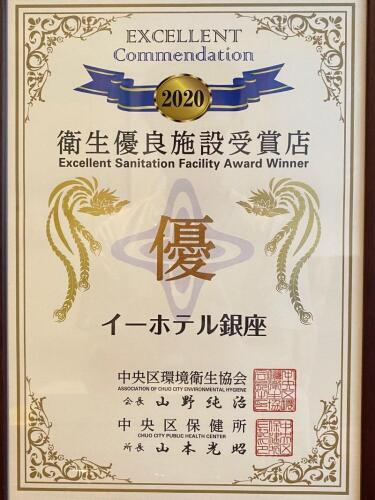 EXCELLENT
Commendation
2020
衛生優良施設受賞店
Excellent Sanitation Facility Award Winner
優
イーホテル銀座
中央区環境衛生協会
ASSOCIATION OF CHUO CITY ENVIRONMENTAL HYGIENE
会長 山野純治
中央区保健所
CHUO CITY PUBLIC HEALTH CENTER
所長 山本光昭